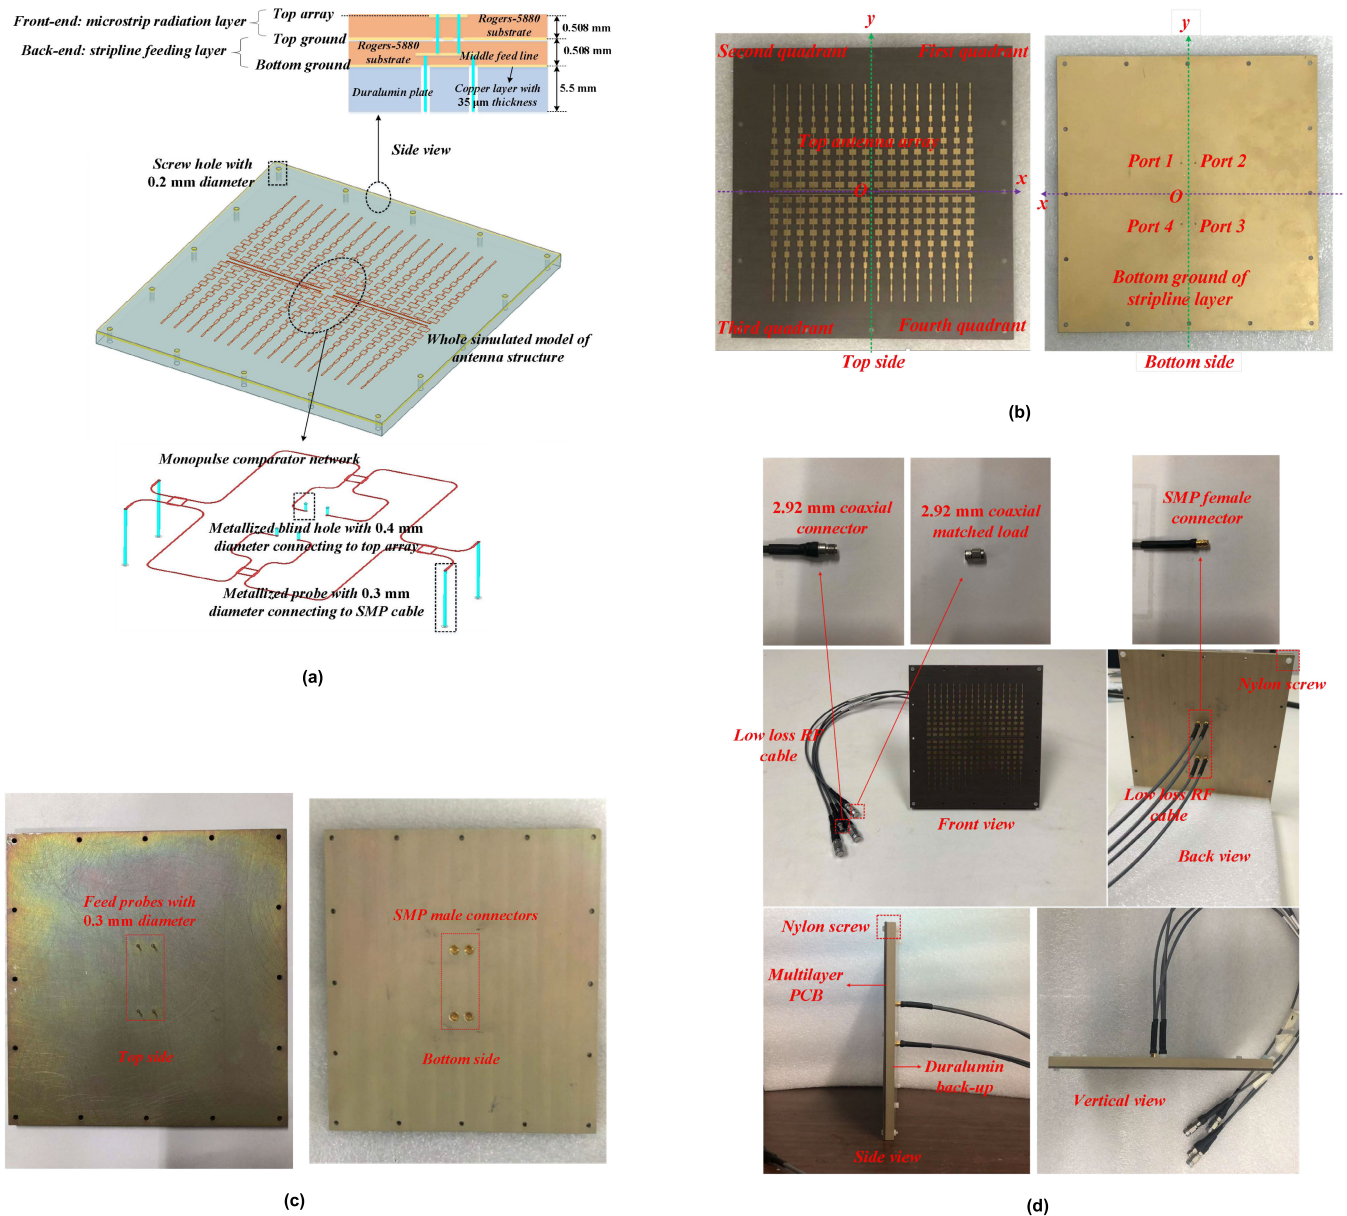 Front-end: microstrip radiation layer
Top array
Top ground
Back-end: stripline feeding layer
Bottom ground
Rogers-5880
substrate
0.508 mm
Rogers-5880
substrate
Middle feed line
0.508 mm
Duralumin plate
Copper layer with
35 μm thickness
5.5 mm
Side view
Screw hole with
0.2 mm diameter
Whole simulated model of
antenna structure
Monopulse comparator network
Metallized blind hole with 0.4 mm
diameter connecting to top array
Metallized probe with 0.3 mm
diameter connecting to SMP cable
(a)
y
Second quadrant
First quadrant
Top antenna array
O
x
Third quadrant
Fourth quadrant
Top side
y
Port 1
Port 2
x
O
Port 4
Port 3
Bottom ground of
stripline layer
Bottom side
(b)
Feed probes with
0.3 mm diameter
Top side
SMP male connectors
Bottom side
(c)
2.92 mm coaxial
connector
2.92 mm coaxial
matched load
SMP female
connector
Low loss RF
cable
Front view
Nylon screw
Low loss RF
cable
Back view
Nylon screw
Multilayer
PCB
Duralumin
back-up
Side view
Vertical view
(d)